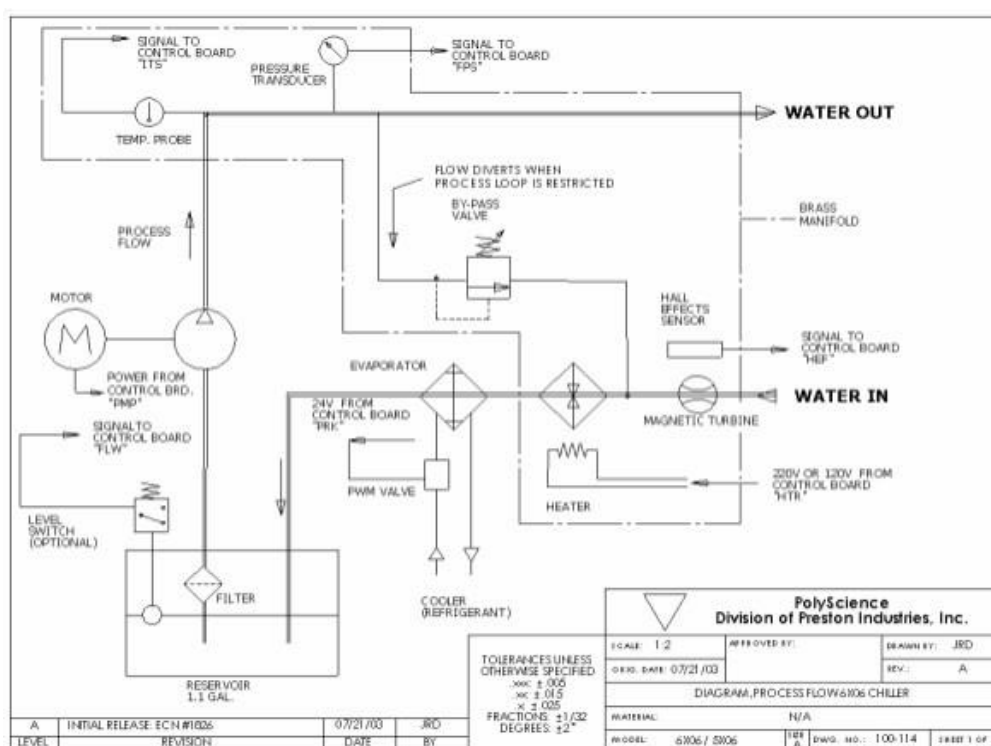 SIGNAL TO
CONTROL BOARD
"ITS"
PRESSURE
TRANSDUCER
SIGNAL TO
CONTROL BOARD
"FPS"
WATER OUT
TEMP. PROBE
FLOW DIVERTS WHEN
PROCESS LOOP IS RESTRICTED
BY-PASS
VALVE
BRASS
MANIFOLD
PROCESS
FLOW
MOTOR
M
HALL
EFFECTS
SENSOR
SIGNAL TO
CONTROL BOARD
"HEF"
POWER FROM
CONTROL BRD.
"PMP"
EVAPORATOR
24V FROM
CONTROL BOARD
"PRK"
WATER IN
MAGNETIC TURBINE
SIGNAL TO
CONTROL BOARD
"FLW"
PWM VALVE
HEATER
220V OR 120V FROM
CONTROL BOARD
"HTR"
LEVEL
SWITCH
(OPTIONAL)
FILTER
COOLER
(REFRIGERANT)
RESERVOIR
1.1 GAL.
TOLERANCES UNLESS
OTHERWISE SPECIFIED
.xxx: ±.005
.xx: ±.015
.x: ±.025
FRACTIONS: ±1/32
DEGREES: ±2°
PolyScience
Division of Preston Industries, Inc.
SCALE: 1:2 APPROVED BY: DRAWN BY: JRD
ORIG. DATE: 07/21/03 REV.: A
DIAGRAM,PROCESS FLOW 6X06 CHILLER
MATERIAL: N/A
MODEL: 6X06 / 5X06 SIZE A DWG. NO.: 100-114 SHEET 1 OF
A INITIAL RELEASE: ECN #1826 07/21/03 JRD
LEVEL REVISION DATE BY